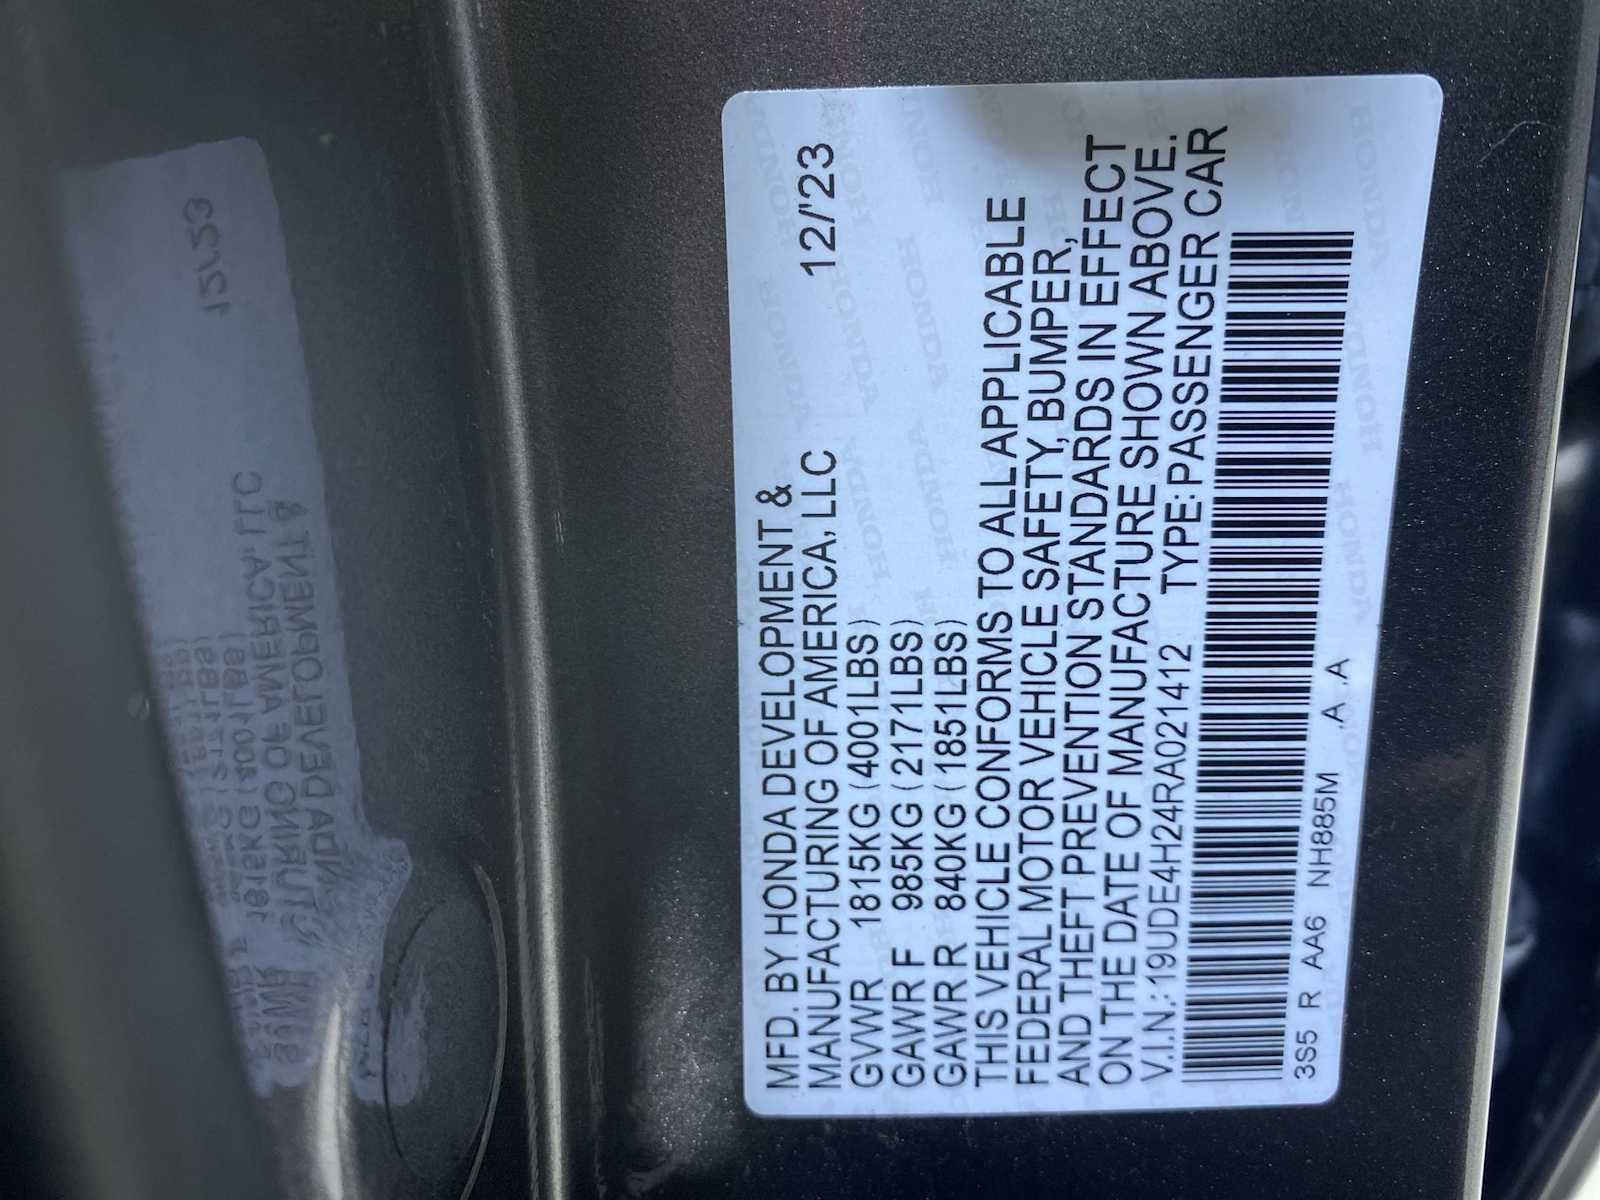 MFD. BY HONDA DEVELOPMENT &
MANUFACTURING OF AMERICA, LLC 12/'23
GVWR 1815KG (4001LBS)
GAWR F 985KG (2171LBS)
GAWR R 840KG (1851LBS)
THIS VEHICLE CONFORMS TO ALL APPLICABLE
FEDERAL MOTOR VEHICLE SAFETY, BUMPER,
AND THEFT PREVENTION STANDARDS IN EFFECT
ON THE DATE OF MANUFACTURE SHOWN ABOVE.
V.I.N.: 19UDE4H24RA021412 TYPE: PASSENGER CAR
3S5 R AA6 NH885M .A .A